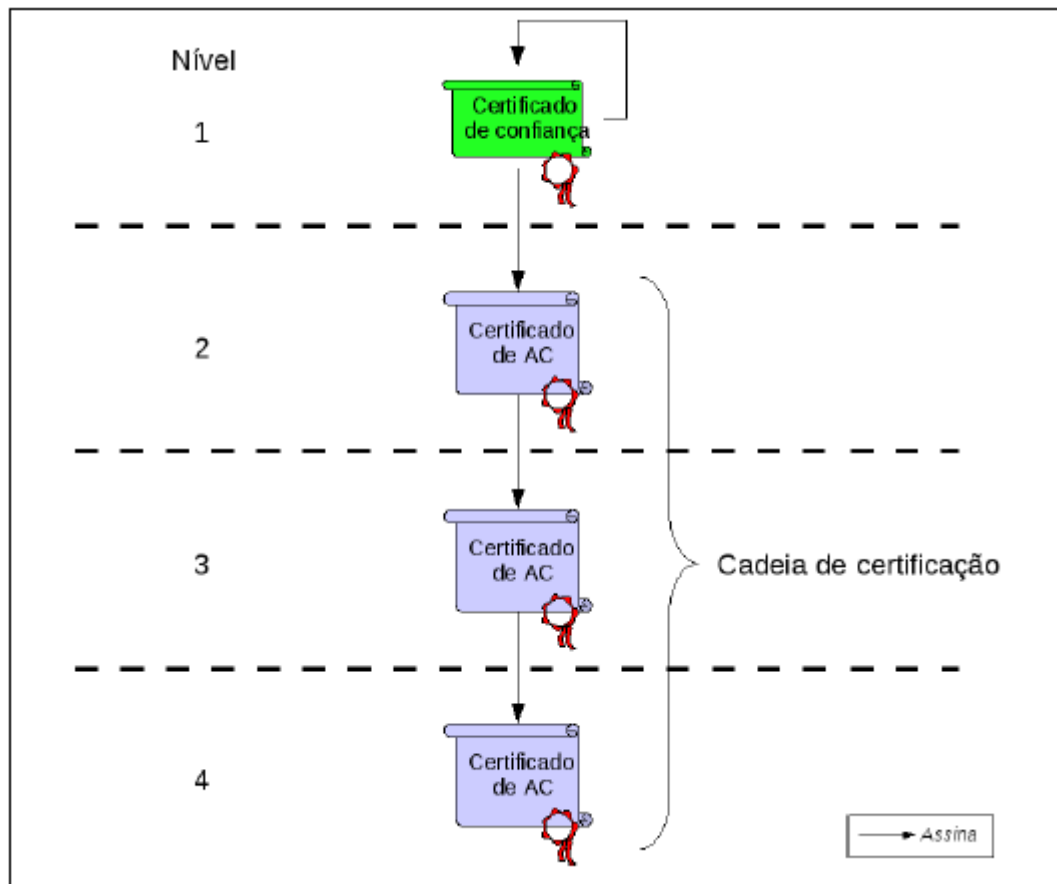 Nível
1
Certificado
de confiança
2
Certificado
de AC
3
Certificado
de AC
Cadeia de certificação
4
Certificado
de AC
Assina